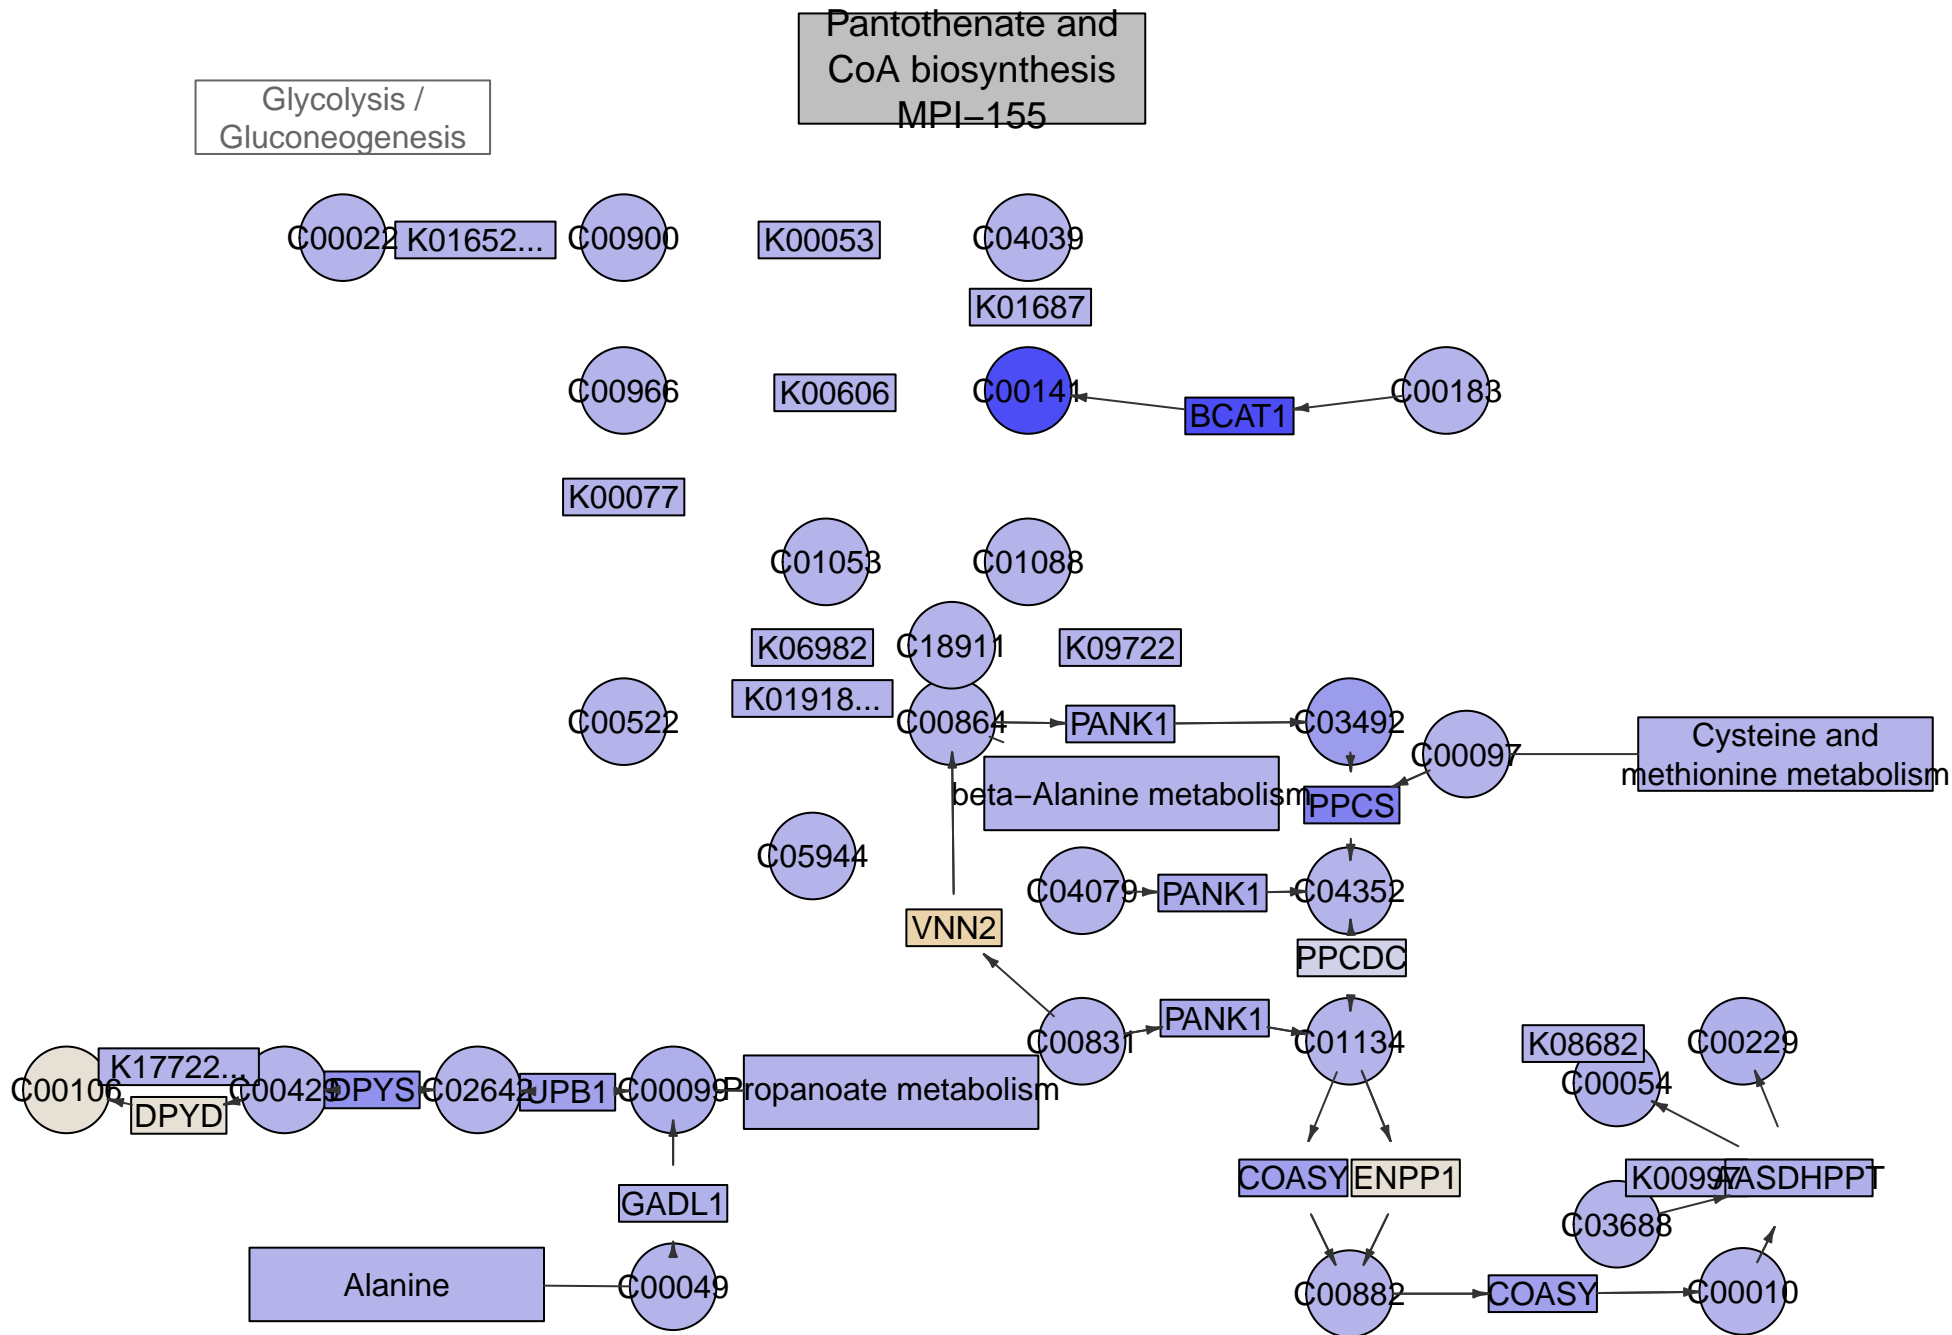 Pantothenate and
CoA biosynthesis
MPI−155
Glycolysis /
Gluconeogenesis
C00022
K01652...
C00900
K00053
C04039
K01687
C00966
K00606
C00141
BCAT1
C00183
K00077
C01053
C01088
K06982
C18911
K09722
K01918...
C00522
C00864
PANK1
C03492
C00097
Cysteine and
methionine metabolism
beta−Alanine metabolism
PPCS
C05944
C04079
PANK1
C04352
VNN2
PPCDC
PANK1
C00831
C01134
K08682
C00229
C00054
K17722...
C00106
DPYD
C00429
DPYS
C02642
UPB1
C00099
Propanoate metabolism
COASY
ENPP1
K00997
AASDHPPT
GADL1
C03688
Alanine
C00049
C00882
COASY
C00010